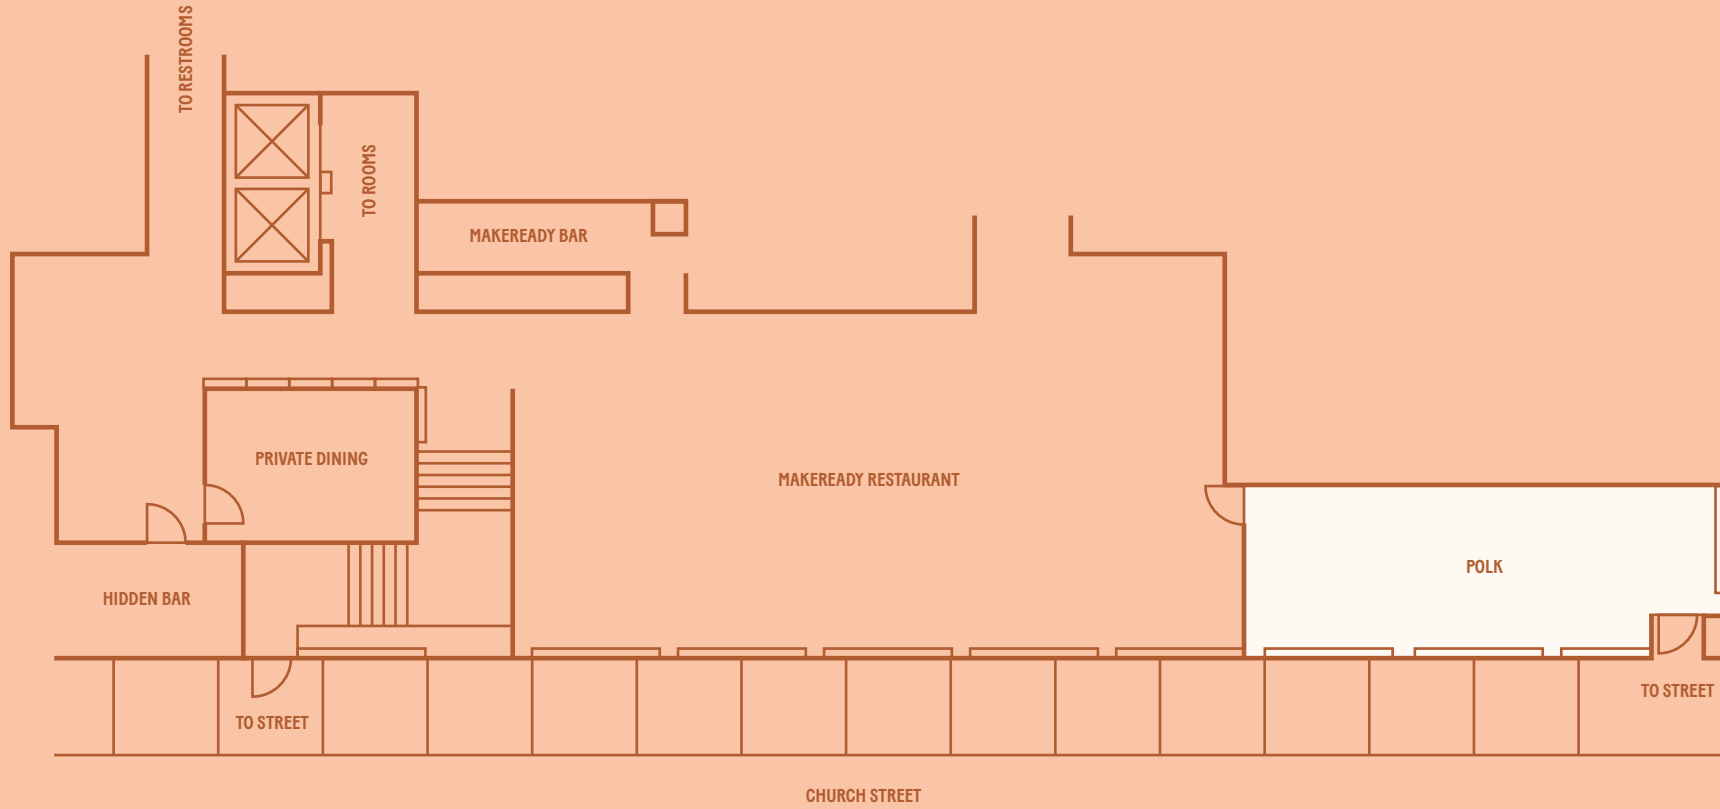 TO RESTROOMS
TO ROOMS
MAKEREADY BAR
PRIVATE DINING
MAKEREADY RESTAURANT
POLK
HIDDEN BAR
TO STREET
TO STREET
CHURCH STREET